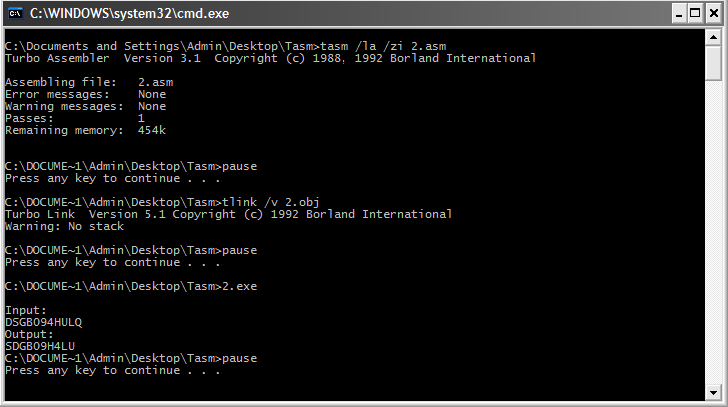 C:\WINDOWS\system32\cmd.exe
C:\Documents and Settings\Admin\Desktop\Tasm>tasm /la /zi 2.asm
Turbo Assembler  Version 3.1  Copyright (c) 1988, 1992 Borland International
Assembling file:   2.asm
Error messages:    None
Warning messages:  None
Passes:            1
Remaining memory:  454k
C:\DOCUME~1\Admin\Desktop\Tasm>pause
Press any key to continue . . .
C:\DOCUME~1\Admin\Desktop\Tasm>tlink /v 2.obj
Turbo Link  Version 5.1 Copyright (c) 1992 Borland International
Warning: No stack
C:\DOCUME~1\Admin\Desktop\Tasm>pause
Press any key to continue . . .
C:\DOCUME~1\Admin\Desktop\Tasm>2.exe
Input:
DSGB094HULQ
Output:
SDGB09H4LU
C:\DOCUME~1\Admin\Desktop\Tasm>pause
Press any key to continue . . .